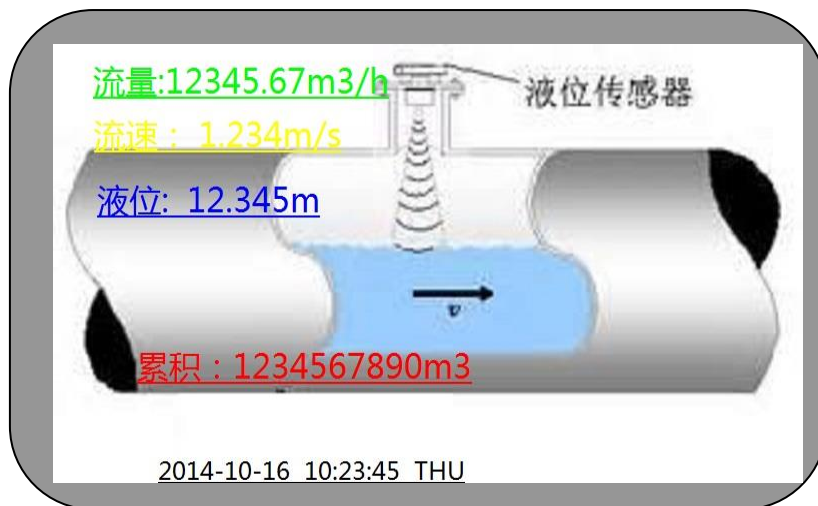 流量:12345.67m3/h
液位传感器
流速： 1.234m/s
液位:  12.345m
v
累积：1234567890m3
2014-10-16  10:23:45  THU